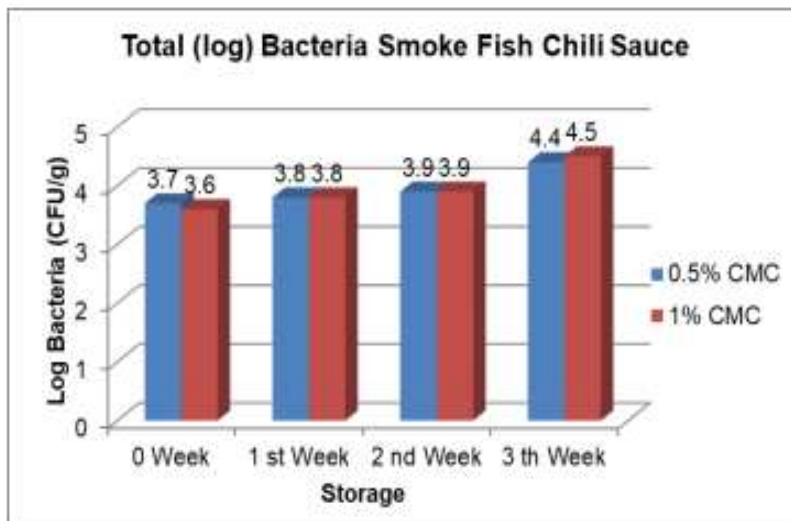 Total (log) Bacteria Smoke Fish Chili Sauce
Log Bacteria (CFU/g)
5
4
3
2
1
0
3.7
3.6
3.8
3.8
3.9
3.9
4.4
4.5
0 Week
1 st Week
2 nd Week
3 th Week
Storage
0.5% CMC
1% CMC